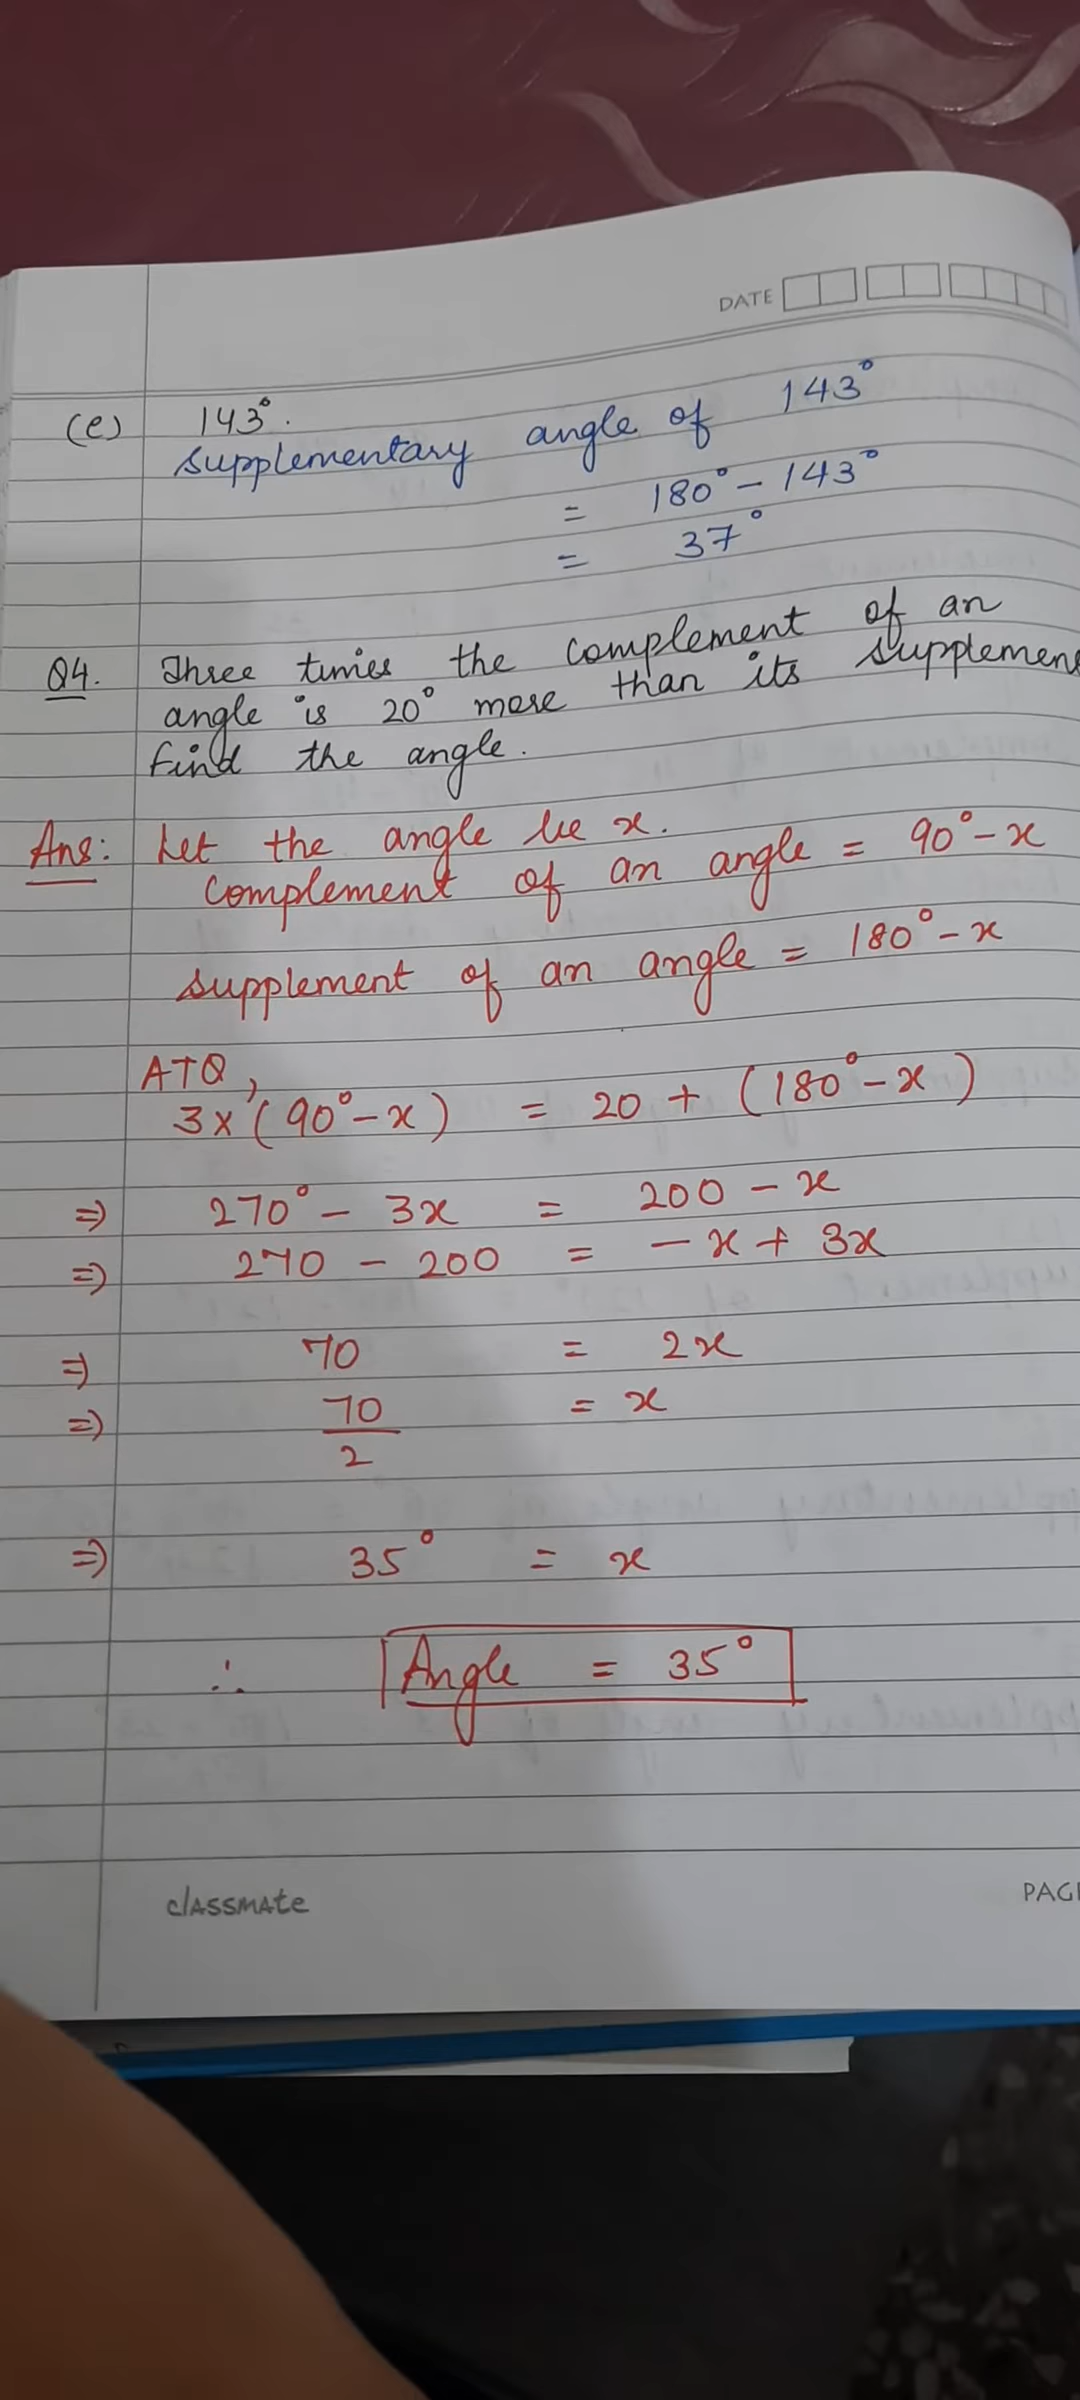 DATE
(e) 143°.
Supplementary angle of 143°
= 180° - 143°
= 37°
Q4. Three times the complement of an
angle is 20° more than its supplement
find the angle.
Ans: Let the angle be x.
Complement of an angle = 90° - x
Supplement of an angle = 180° - x
ATQ,
3 × (90° - x) = 20 + (180° - x)
⇒ 270° - 3x = 200 - x
⇒ 270 - 200 = - x + 3x
⇒ 70 = 2x
⇒ 70/2 = x
⇒ 35° = x
∴ Angle = 35°
classmate PAG